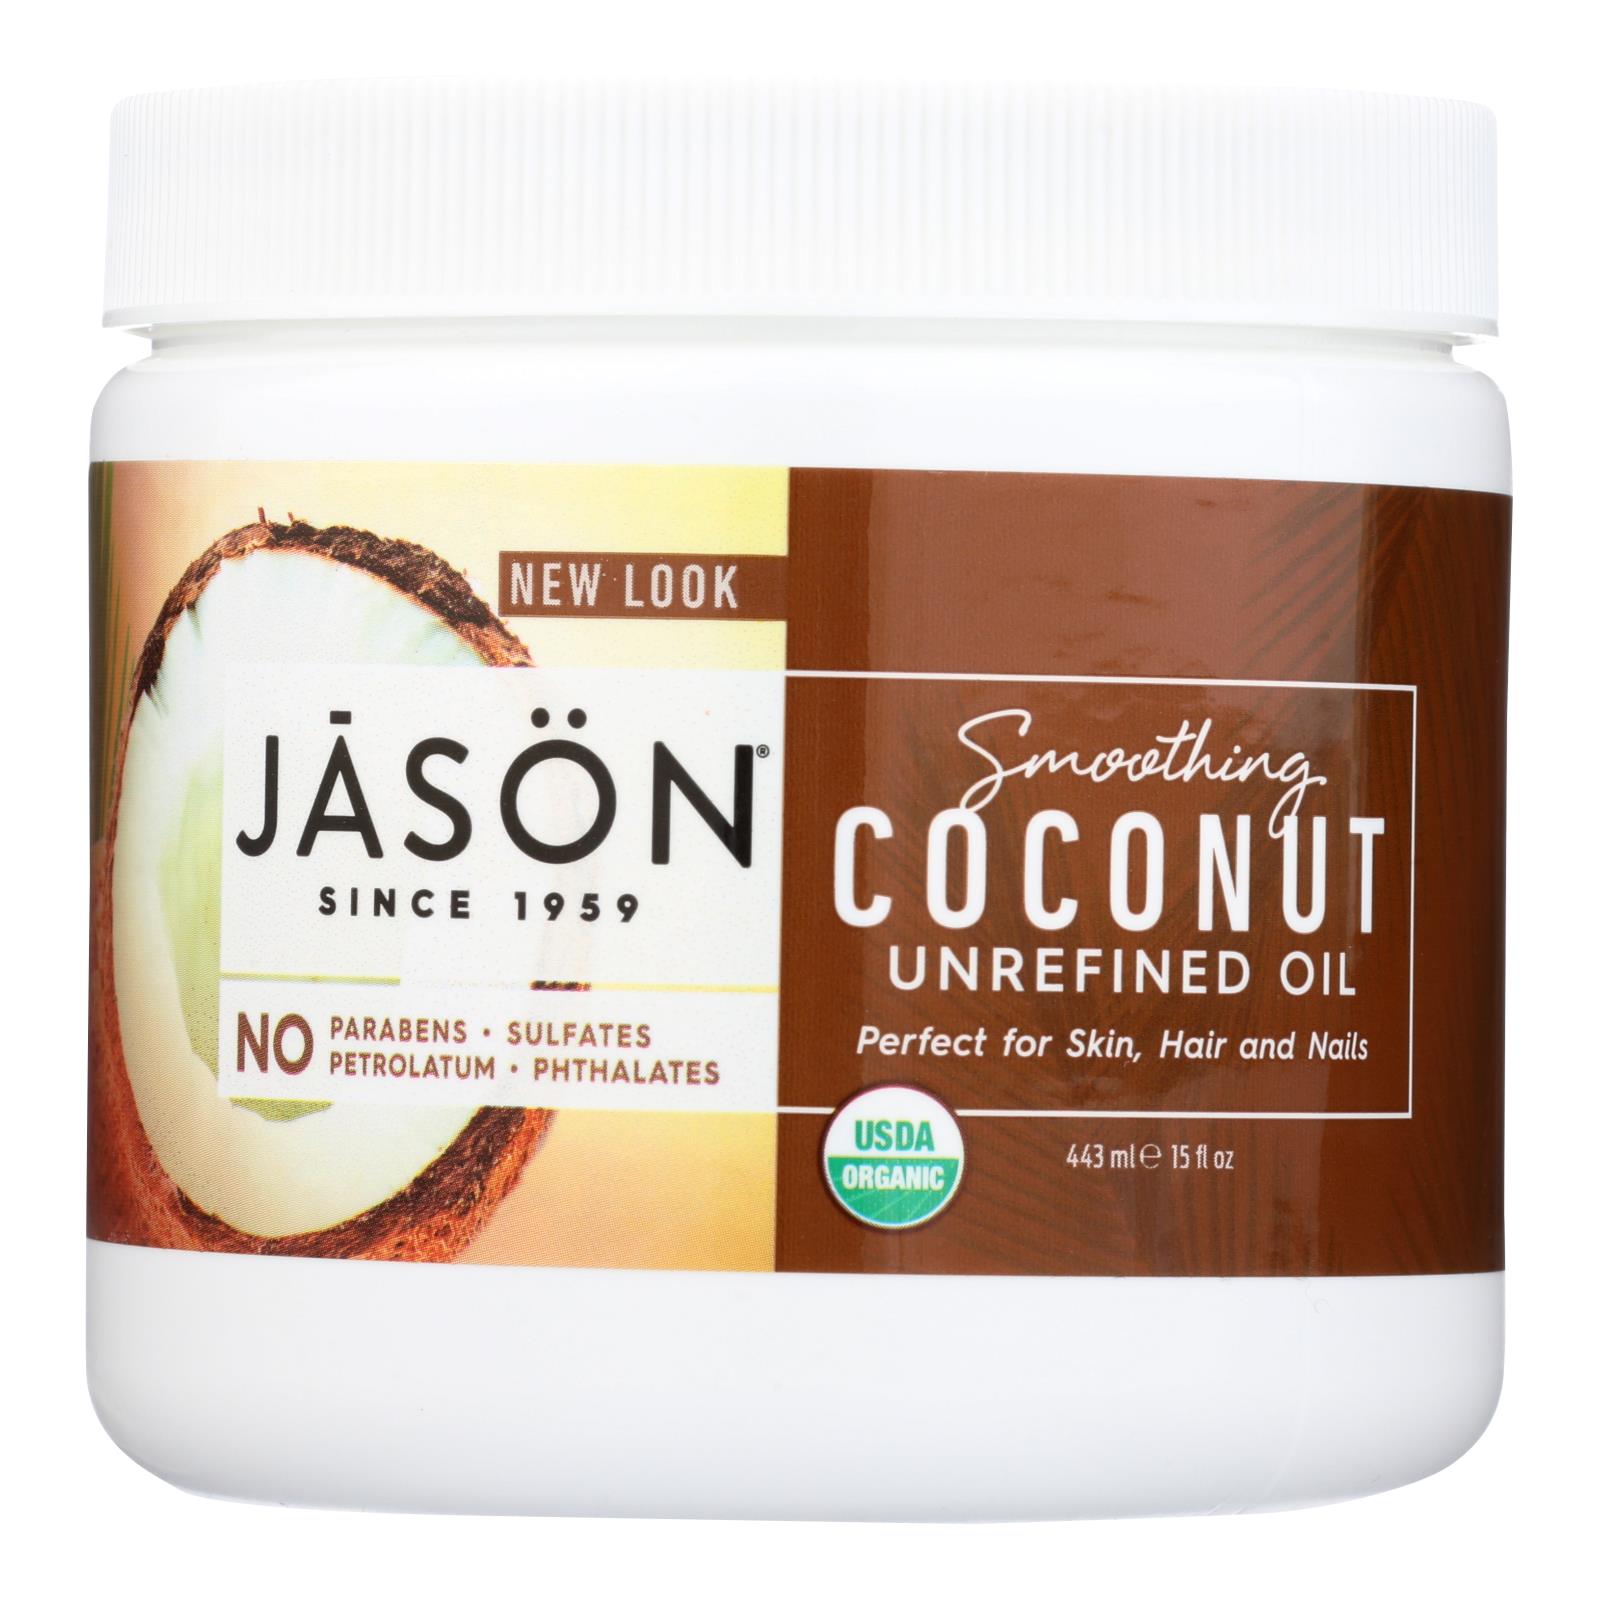 NEW LOOK
JĀSÖN®
SINCE 1959
NO PARABENS • SULFATES
PETROLATUM • PHTHALATES
Smoothing
COCONUT
UNREFINED OIL
Perfect for Skin, Hair and Nails
USDA
ORGANIC
443 ml ℮ 15 fl oz